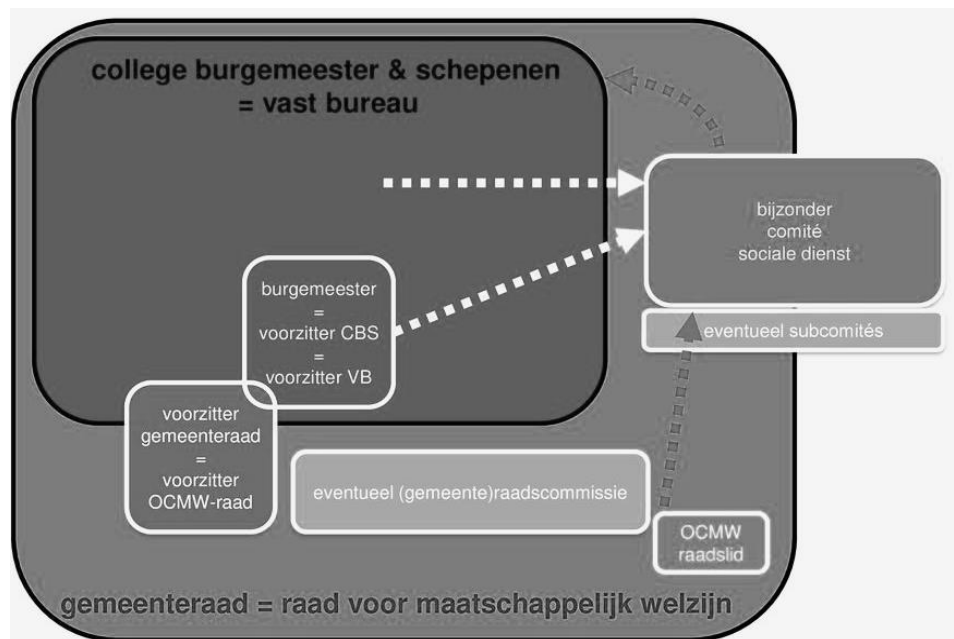 college burgemeester & schepenen
= vast bureau
bijzonder
comité
sociale dienst
burgemeester
=
voorzitter CBS
=
voorzitter VB
eventueel subcomités
voorzitter
gemeenteraad
=
voorzitter
OCMW-raad
eventueel (gemeente)raadscommissie
OCMW
raadslid
gemeenteraad = raad voor maatschappelijk welzijn